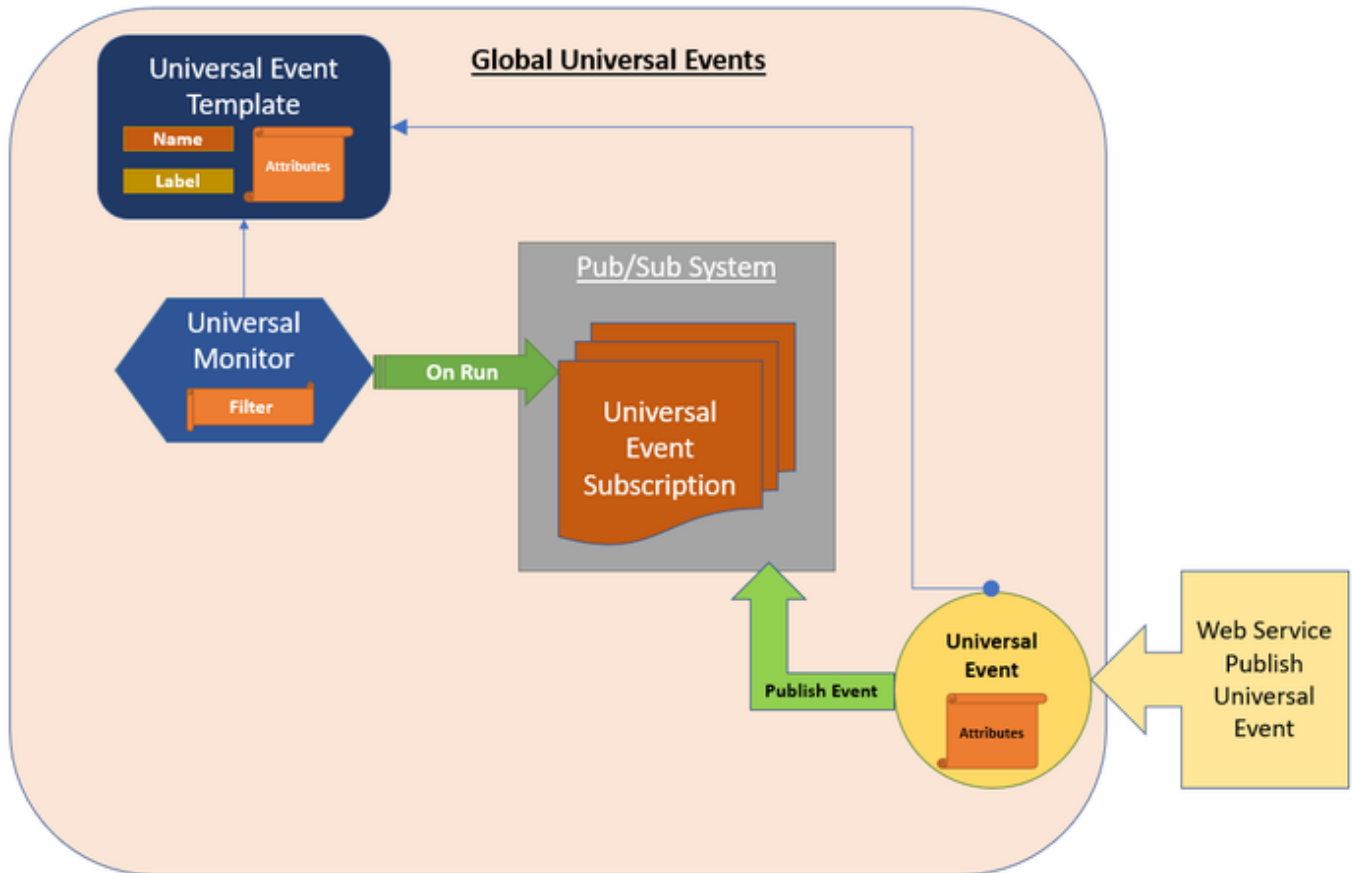 Global Universal Events
Universal Event
Template
Name
Label
Attributes
Universal
Monitor
Filter
On Run
Pub/Sub System
Universal
Event
Subscription
Publish Event
Universal
Event
Attributes
Web Service
Publish
Universal
Event